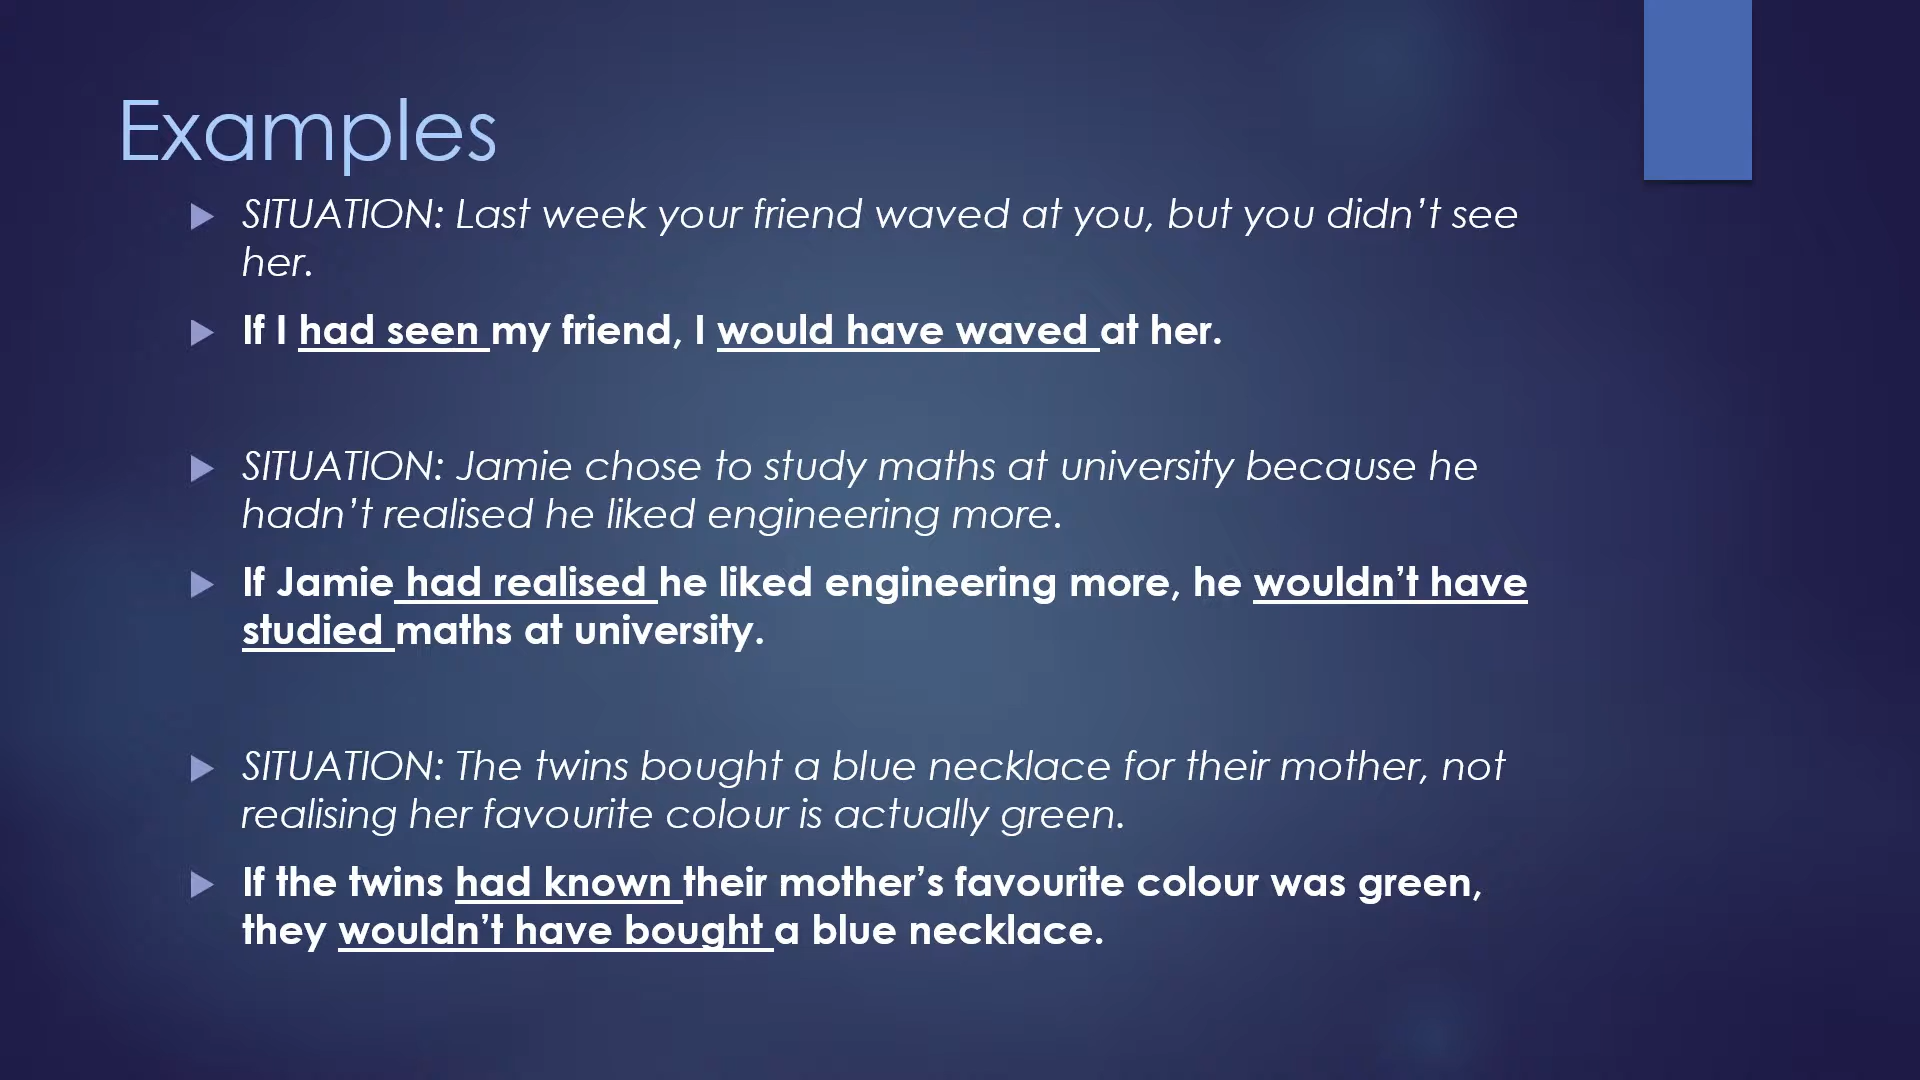 Examples
SITUATION: Last week your friend waved at you, but you didn’t see
her.
If I had seen my friend, I would have waved at her.
SITUATION: Jamie chose to study maths at university because he
hadn’t realised he liked engineering more.
If Jamie had realised he liked engineering more, he wouldn’t have
studied maths at university.
SITUATION: The twins bought a blue necklace for their mother, not
realising her favourite colour is actually green.
If the twins had known their mother’s favourite colour was green,
they wouldn’t have bought a blue necklace.